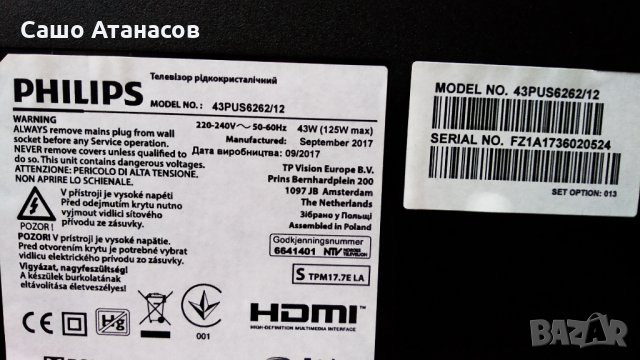 Сашо Атанасов
Телевізор рідкокристалічний
PHILIPS
MODEL NO. : 43PUS6262/12
WARNING
ALWAYS remove mains plug from wall
socket before any Service operation.
NEVER remove covers unless qualified to
do so. This unit contains dangerous voltages.
ATTENZIONE: PERICOLO DI ALTA TENSIONE.
NON APRIRE LO SCHIENALE.
V přístroji je vysoké napětí
Před odejmutím krytu nutno
vyjmout vidlici síťového
přívodu ze zásuvky.
POZOR !
POZOR! V prístroji je vysoké napätie.
Pred otvorením krytu je potrebné vybrať
vidlicu elektrického prívodu zo zásuvky.
Vigyázat, nagyfeszültség!
A készülék burkolatának
eltávolítása életveszélyes!
220-240V~ 50-60Hz 43W (125W max)
Manufactured: September 2017
Дата виробництва: 09/2017
TP Vision Europe B.V.
Prins Bernhardplein 200
1097 JB Amsterdam
The Netherlands
Зібрано у Польщі
Assembled in Poland
Godkjenningsnummer
6641401 NTV NORGES TELEVISJON
S TPM17.7E LA
CE Hg
001
HDMI
HIGH-DEFINITION MULTIMEDIA INTERFACE
MODEL NO. 43PUS6262/12
SERIAL NO. FZ1A1736020524
SET OPTION: 013
BAZAR